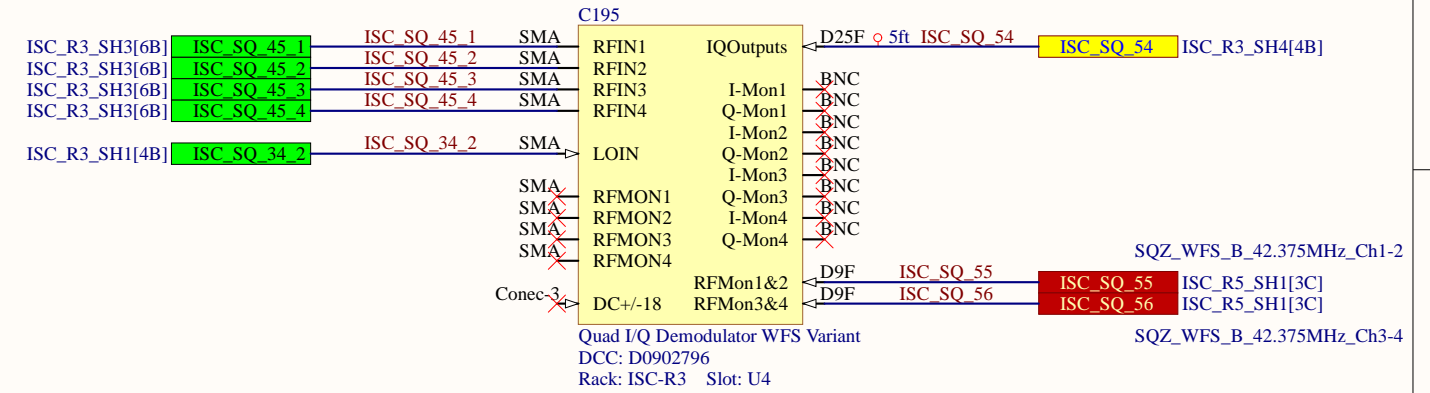 C195
ISC_R3_SH3[6B] ISC_SQ_45_1 ISC_SQ_45_1 SMA RFIN1 IQOutputs D25F 5ft ISC_SQ_54 ISC_SQ_54 ISC_R3_SH4[4B]
ISC_R3_SH3[6B] ISC_SQ_45_2 ISC_SQ_45_2 SMA RFIN2
ISC_R3_SH3[6B] ISC_SQ_45_3 ISC_SQ_45_3 SMA RFIN3 I-Mon1 BNC
ISC_R3_SH3[6B] ISC_SQ_45_4 ISC_SQ_45_4 SMA RFIN4 Q-Mon1 BNC
I-Mon2 BNC
ISC_R3_SH1[4B] ISC_SQ_34_2 ISC_SQ_34_2 SMA LOIN Q-Mon2 BNC
I-Mon3 BNC
SMA RFMON1 Q-Mon3 BNC
SMA RFMON2 I-Mon4 BNC
SMA RFMON3 Q-Mon4 BNC
SMA RFMON4
SQZ_WFS_B_42.375MHz_Ch1-2
RFMon1&2 D9F ISC_SQ_55 ISC_SQ_55 ISC_R5_SH1[3C]
Conec-3 DC+/-18 RFMon3&4 D9F ISC_SQ_56 ISC_SQ_56 ISC_R5_SH1[3C]
Quad I/Q Demodulator WFS Variant SQZ_WFS_B_42.375MHz_Ch3-4
DCC: D0902796
Rack: ISC-R3 Slot: U4